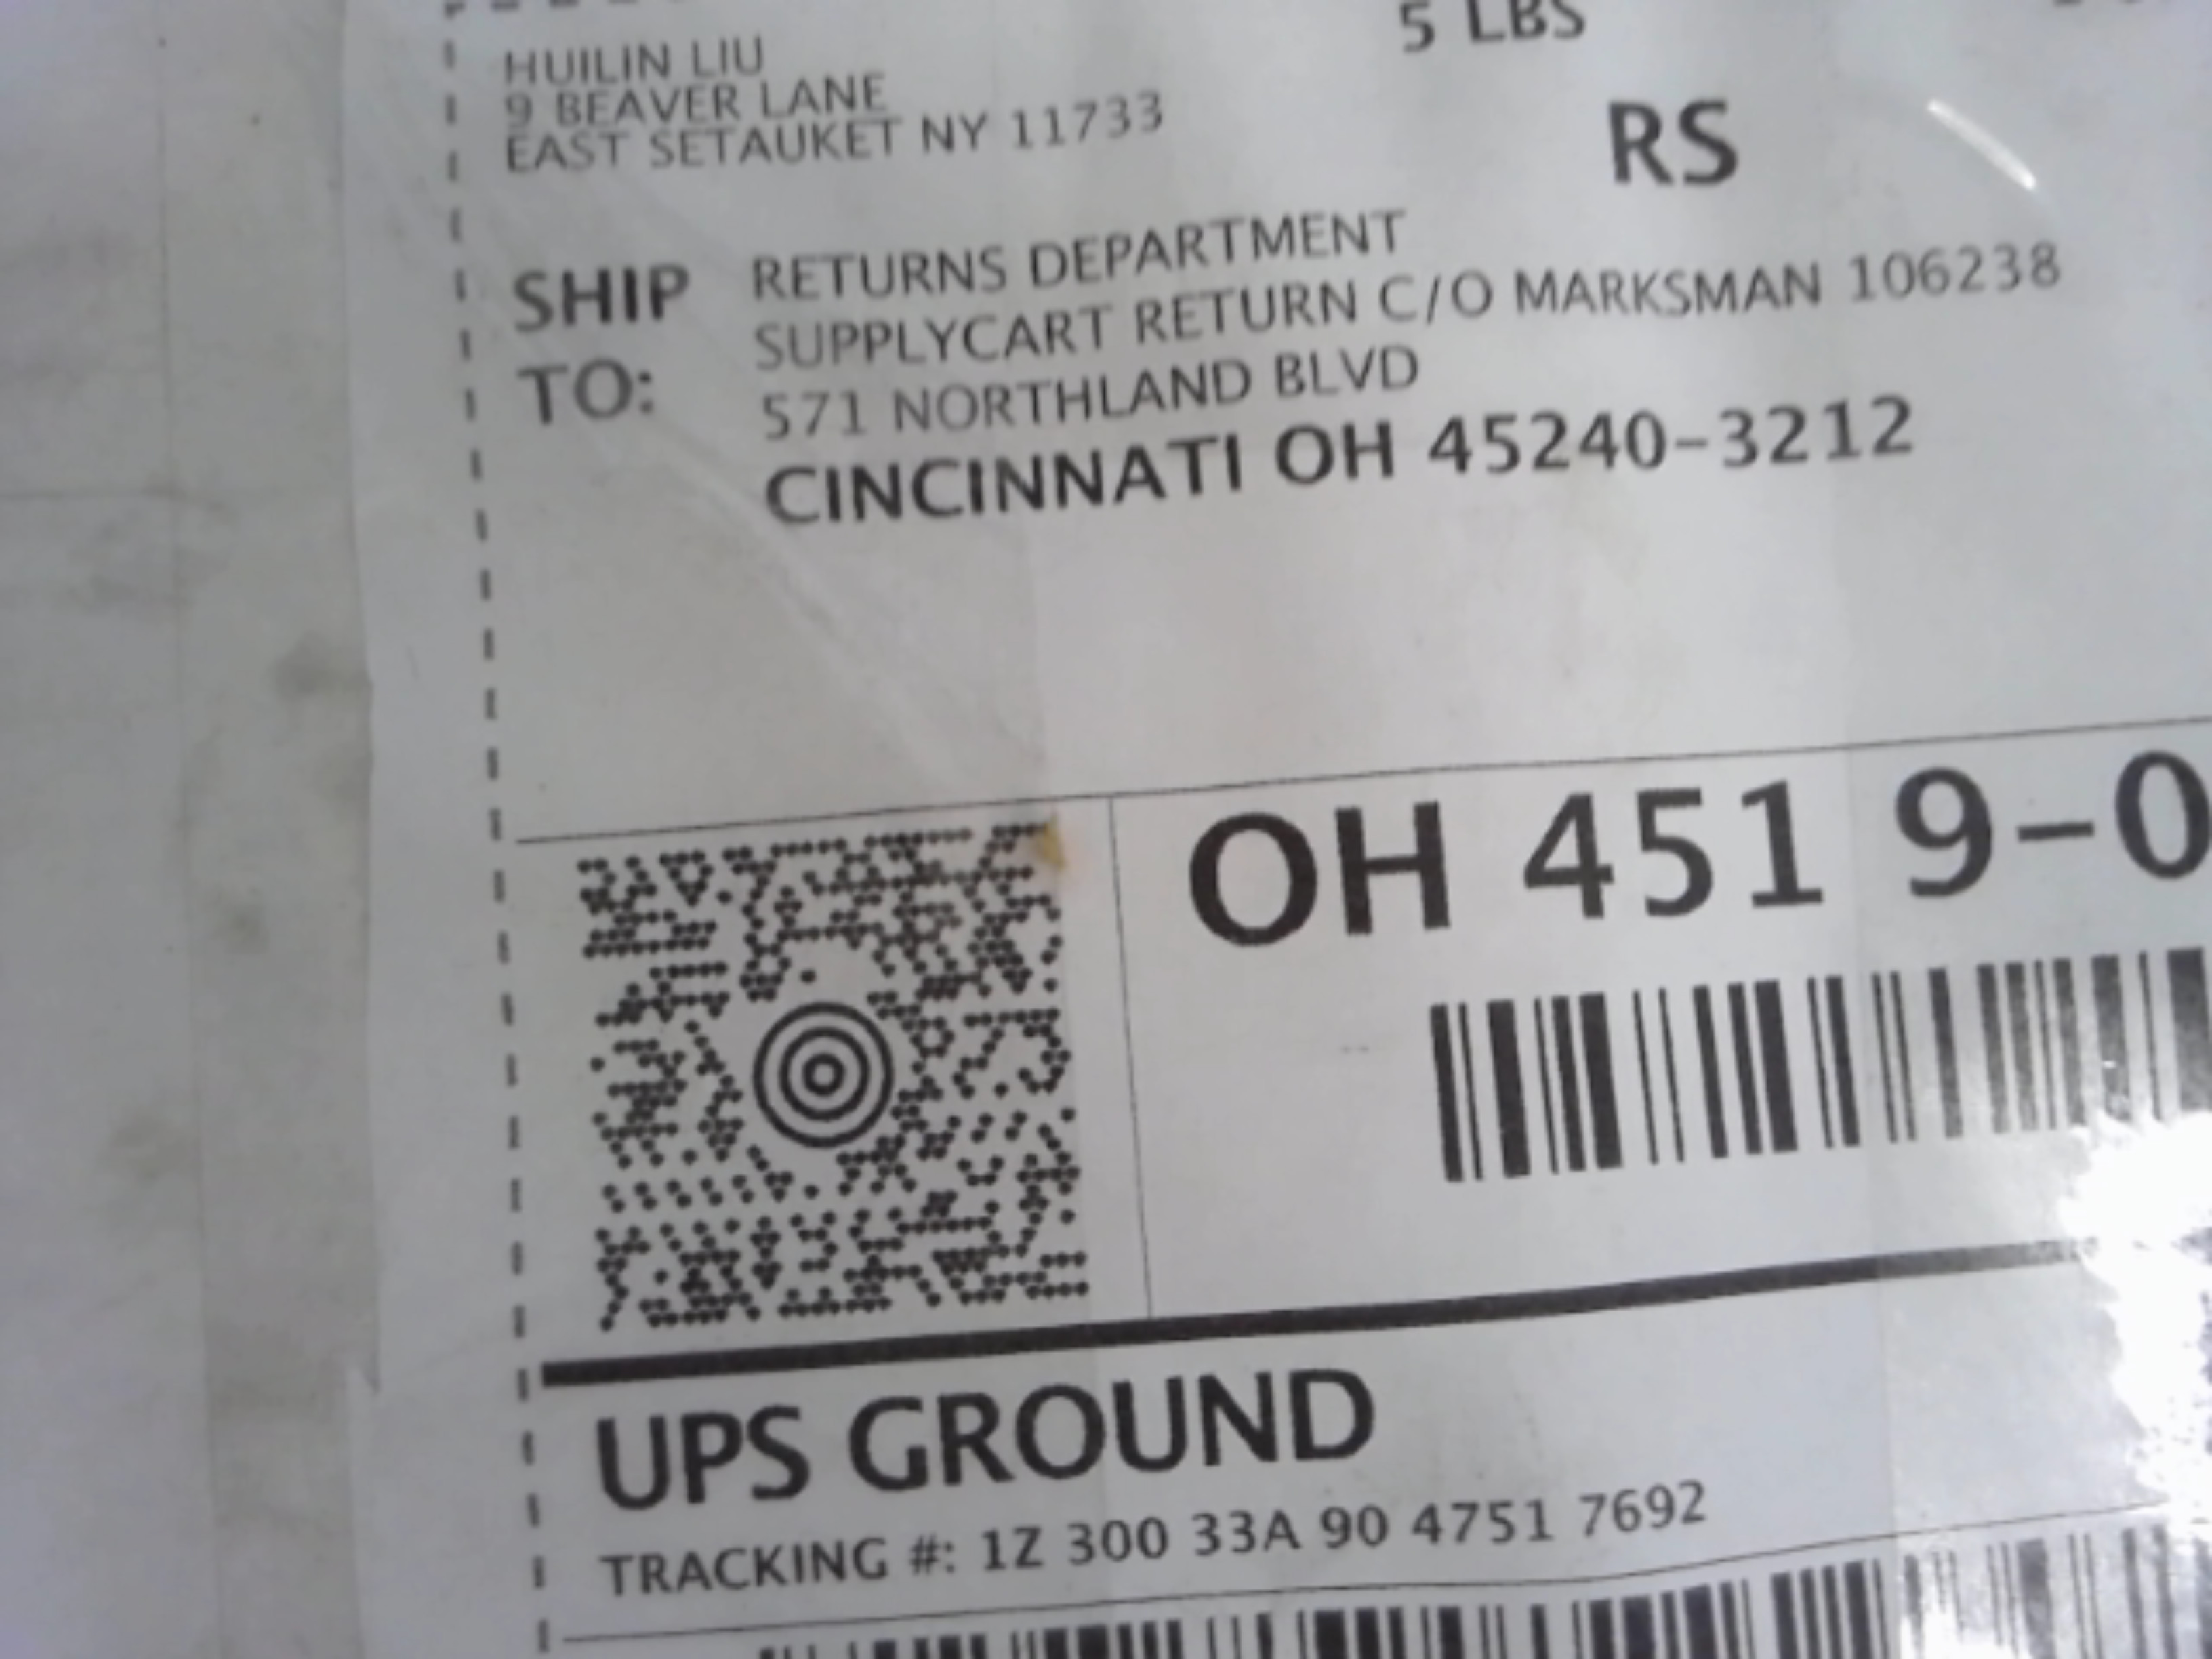 5 LBS
HUILIN LIU
9 BEAVER LANE
EAST SETAUKET NY 11733
RS
SHIP TO:
RETURNS DEPARTMENT
SUPPLYCART RETURN C/O MARKSMAN 106238
571 NORTHLAND BLVD
CINCINNATI OH 45240-3212
OH 451 9-0
UPS GROUND
TRACKING #: 1Z 300 33A 90 4751 7692